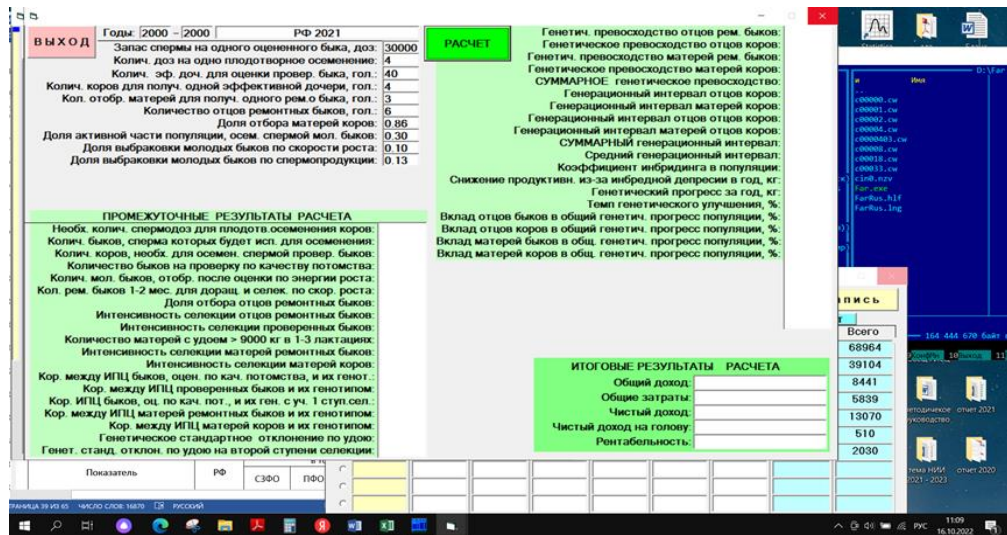 ВЫХОД
Годы: 2000 - 2000 РФ 2021
Запас спермы на одного оцененного быка, доз: 30000
Колич. доз на одно плодотворное осеменение: 4
Колич. эф. доч. для оценки провер. быка, гол.: 40
Колич. коров для получ. одной эффективной дочери, гол.: 4
Кол. отобр. матерей для получ. одного рем.о быка, гол.: 3
Количество отцов ремонтных быков, гол.: 6
Доля отбора матерей коров: 0.86
Доля активной части популяции, осем. спермой мол. быков: 0.30
Доля выбраковки молодых быков по скорости роста: 0.10
Доля выбраковки молодых быков по спермопродукции: 0.13
ПРОМЕЖУТОЧНЫЕ РЕЗУЛЬТАТЫ РАСЧЕТА
Необх. колич. спермодоз для плодотв.осеменения коров:
Колич. быков, сперма которых будет исп. для осеменения:
Колич. коров, необх. для осемен. спермой провер. быков:
Количество быков на проверку по качеству потомства:
Колич. мол. быков, отобр. после оценки по энергии роста:
Кол. рем. быков 1-2 мес. для доращ. и селек. по скор. роста:
Доля отбора отцов ремонтных быков:
Интенсивность селекции отцов ремонтных быков:
Интенсивность селекции проверенных быков:
Количество матерей с удоем > 9000 кг в 1-3 лактациях:
Интенсивность селекции матерей ремонтных быков:
Интенсивность селекции матерей коров:
Кор. между ИПЦ быков, оцен. по кач. потомства, и их генот.:
Кор. между ИПЦ проверенных быков и их генотипом:
Кор. ИПЦ быков, оц. по кач. пот., и их ген. с уч. 1 ступ.сел.:
Кор. между ИПЦ матерей ремонтных быков и их генотипом:
Кор. между ИПЦ матерей коров и их генотипом:
Генетическое стандартное отклонение по удою:
Генет. станд. отклон. по удою на второй ступени селекции:
РАСЧЕТ
Генетич. превосходство отцов рем. быков:
Генетическое превосходство отцов коров:
Генетич. превосходство матерей рем. быков:
Генетическое превосходство матерей коров:
СУММАРНОЕ генетическое превосходство:
Генерационный интервал отцов коров:
Генерационный интервал матерей коров:
Генерационный интервал отцов отцов коров:
Генерационный интервал матерей отцов коров:
СУММАРНЫЙ генерационный интервал:
Средний генерационный интервал:
Коэффициент инбридинга в популяции:
Снижение продуктивн. из-за инбредной депресии в год, кг:
Генетический прогресс за год, кг:
Темп генетического улучшения, %:
Вклад отцов быков в общий генетич. прогресс популяции, %:
Вклад отцов коров в общий генетич. прогресс популяции, %:
Вклад матерей быков в общ. генетич. прогресс популяции, %:
Вклад матерей коров в общ. генетич. прогресс популяции, %:
ИТОГОВЫЕ РЕЗУЛЬТАТЫ РАСЧЕТА
Общий доход:
Общие затраты:
Чистый доход:
Чистый доход на голову:
Рентабельность:
D:\Far
и Имя
..
c00000.cw
c00001.cw
c00002.cw
c00004.cw
c0000403.cw
c00008.cw
c00018.cw
c00033.cw
cin0.nzv
Far.exe
FarRus.hlf
FarRus.lng
164 444 670 байт
10Выход 11
апись
Всего
68964
39104
8441
5839
13070
510
2030
отчет 2021
тема НИИ 2021 - 2023
отчет 2020
Показатель РФ СЗФО ПФО
СТРАНИЦА 39 ИЗ 65 ЧИСЛО СЛОВ: 16870 РУССКИЙ
РУС 11:09
16.10.2022